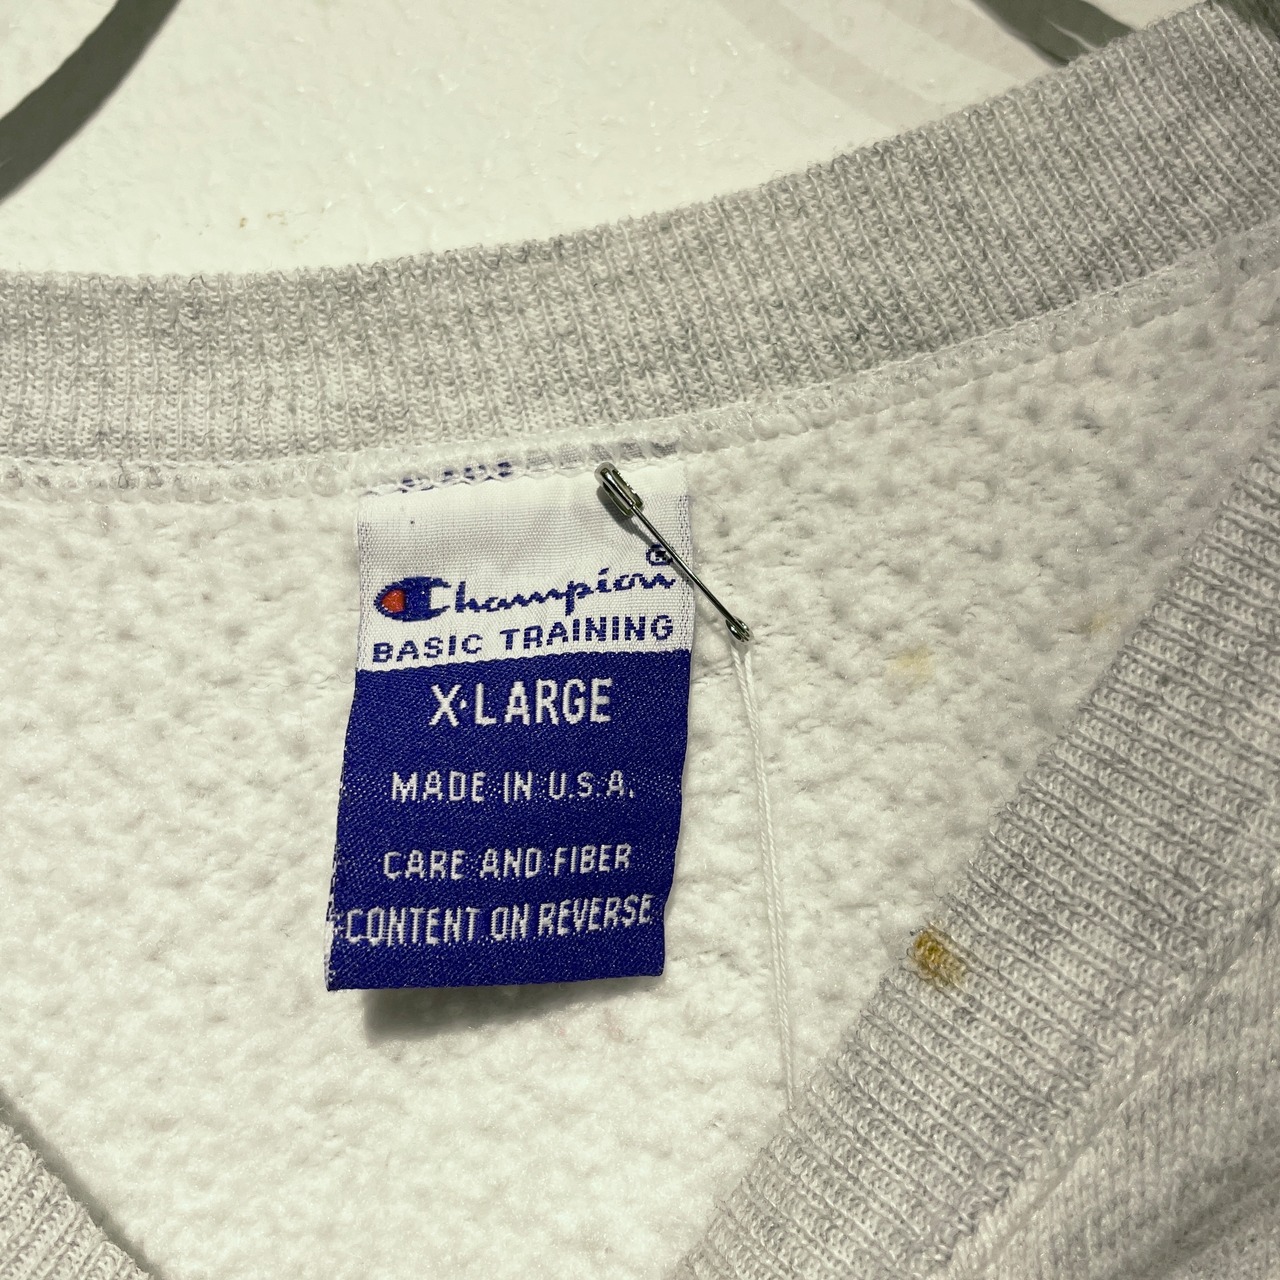 Champion®
BASIC TRAINING
X-LARGE
MADE IN U.S.A.
CARE AND FIBER
CONTENT ON REVERSE